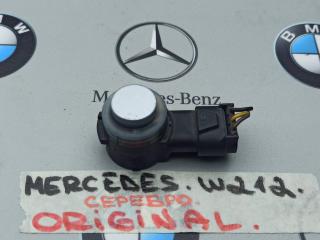 Mercedes-Benz
MERCEDES. W212.
СЕРЕБРО.
ORIGINAL.